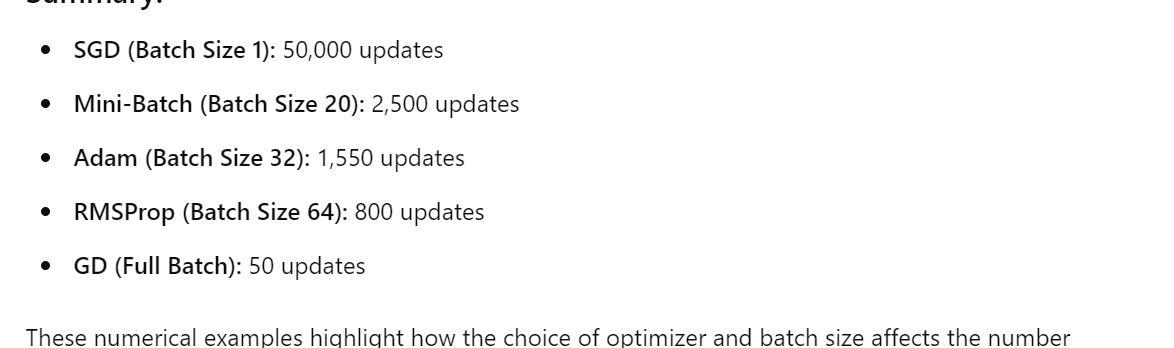 Summary:
• SGD (Batch Size 1): 50,000 updates
• Mini-Batch (Batch Size 20): 2,500 updates
• Adam (Batch Size 32): 1,550 updates
• RMSProp (Batch Size 64): 800 updates
• GD (Full Batch): 50 updates
These numerical examples highlight how the choice of optimizer and batch size affects the number